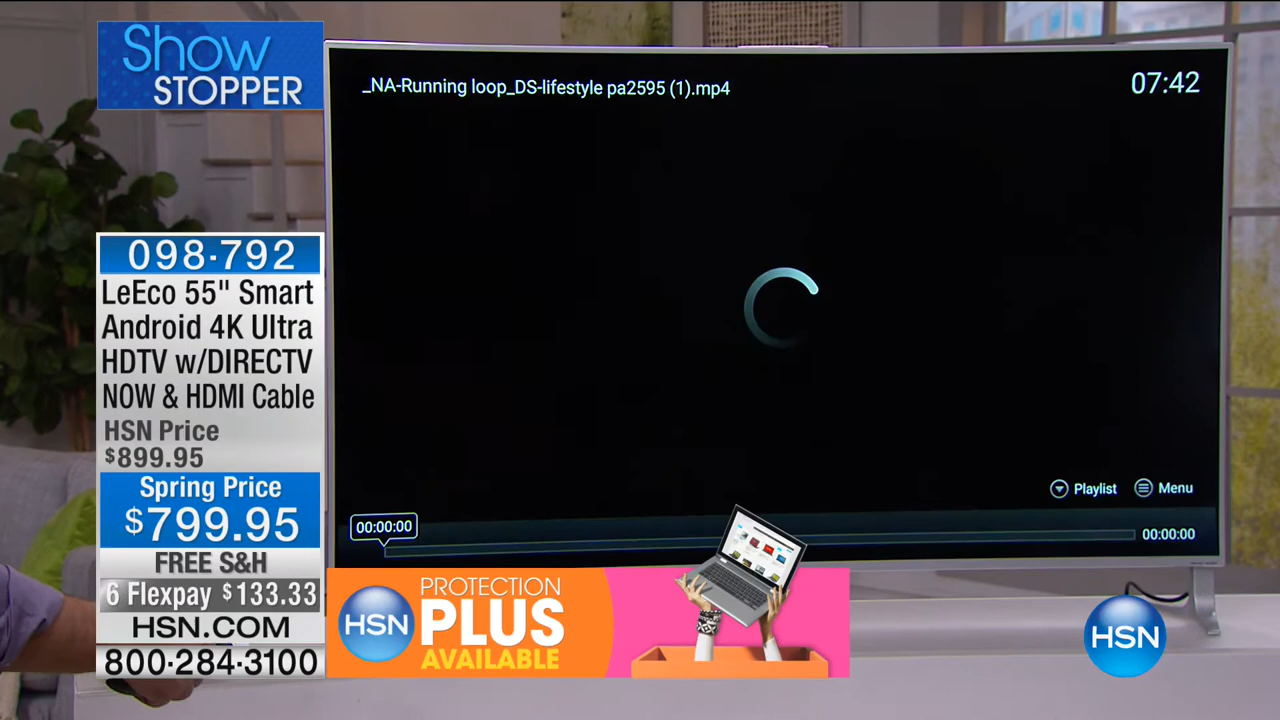 Show
STOPPER
_NA-Running loop_DS-lifestyle pa2595 (1).mp4
07:42
098-792
LeEco 55" Smart
Android 4K Ultra
HDTV w/DIRECTV
NOW & HDMI Cable
HSN Price
$899.95
Spring Price
$799.95
FREE S&H
6 Flexpay $133.33
HSN.COM
800-284-3100
Playlist
Menu
00:00:00
00:00:00
HSN
PROTECTION
PLUS
AVAILABLE
HSN